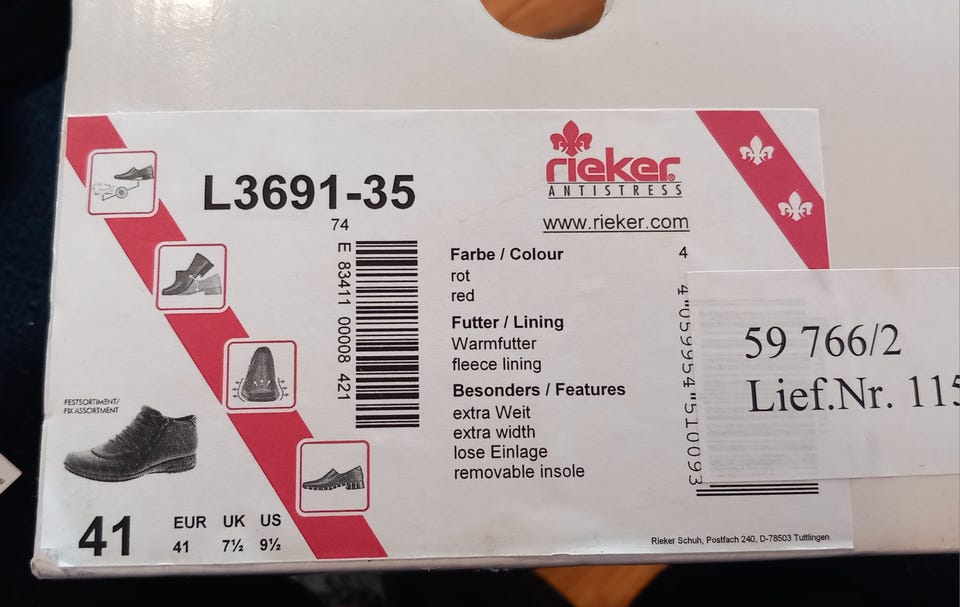 rieker®
ANTISTRESS
www.rieker.com
L3691-35
74
E 83411 00008 421
Farbe / Colour
4
rot
red
Futter / Lining
Warmfutter
fleece lining
Besonders / Features
extra Weit
extra width
lose Einlage
removable insole
4"059954"510093
59 766/2
Lief.Nr. 115
FESTSORTIMENT/
FIX ASSORTMENT
41
EUR UK US
41 7½ 9½
Rieker Schuh, Postfach 240, D-78503 Tuttlingen